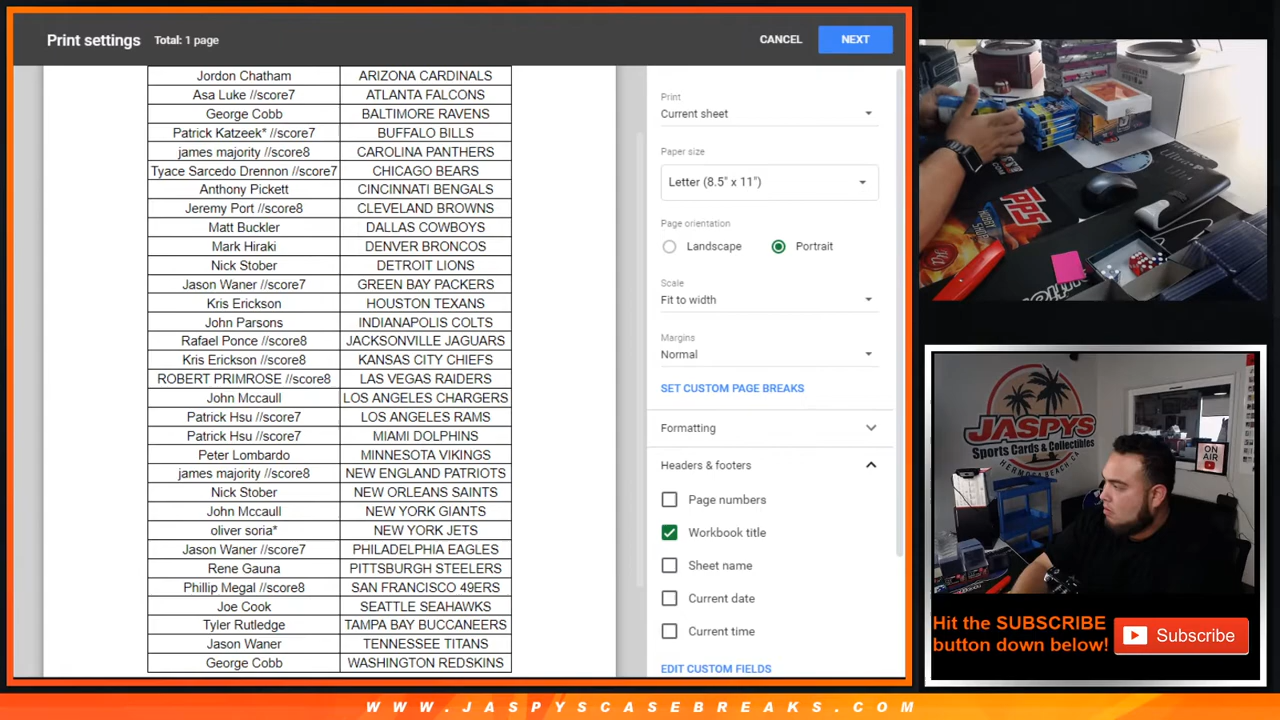 Print settings Total: 1 page CANCEL NEXT
Jordon Chatham ARIZONA CARDINALS
Asa Luke //score7 ATLANTA FALCONS
George Cobb BALTIMORE RAVENS
Patrick Katzeek* //score7 BUFFALO BILLS
james majority //score8 CAROLINA PANTHERS
Tyace Sarcedo Drennon //score7 CHICAGO BEARS
Anthony Pickett CINCINNATI BENGALS
Jeremy Port //score8 CLEVELAND BROWNS
Matt Buckler DALLAS COWBOYS
Mark Hiraki DENVER BRONCOS
Nick Stober DETROIT LIONS
Jason Waner //score7 GREEN BAY PACKERS
Kris Erickson HOUSTON TEXANS
John Parsons INDIANAPOLIS COLTS
Rafael Ponce //score8 JACKSONVILLE JAGUARS
Kris Erickson //score8 KANSAS CITY CHIEFS
ROBERT PRIMROSE //score8 LAS VEGAS RAIDERS
John Mccaull LOS ANGELES CHARGERS
Patrick Hsu //score7 LOS ANGELES RAMS
Patrick Hsu //score7 MIAMI DOLPHINS
Peter Lombardo MINNESOTA VIKINGS
james majority //score8 NEW ENGLAND PATRIOTS
Nick Stober NEW ORLEANS SAINTS
John Mccaull NEW YORK GIANTS
oliver soria* NEW YORK JETS
Jason Waner //score7 PHILADELPHIA EAGLES
Rene Gauna PITTSBURGH STEELERS
Phillip Megal //score8 SAN FRANCISCO 49ERS
Joe Cook SEATTLE SEAHAWKS
Tyler Rutledge TAMPA BAY BUCCANEERS
Jason Waner TENNESSEE TITANS
George Cobb WASHINGTON REDSKINS
Print
Current sheet
Paper size
Letter (8.5" x 11")
Page orientation
Landscape Portrait
Scale
Fit to width
Margins
Normal
SET CUSTOM PAGE BREAKS
Formatting
Headers & footers
Page numbers
Workbook title
Sheet name
Current date
Current time
EDIT CUSTOM FIELDS
PPS
HOBBY
SHOP
JASPYS
Sports Cards & Collectibles
HERMOSA BEACH, CA
ON AIR
Hit the SUBSCRIBE
button down below!
Subscribe
WWW.JASPYSCASEBREAKS.COM